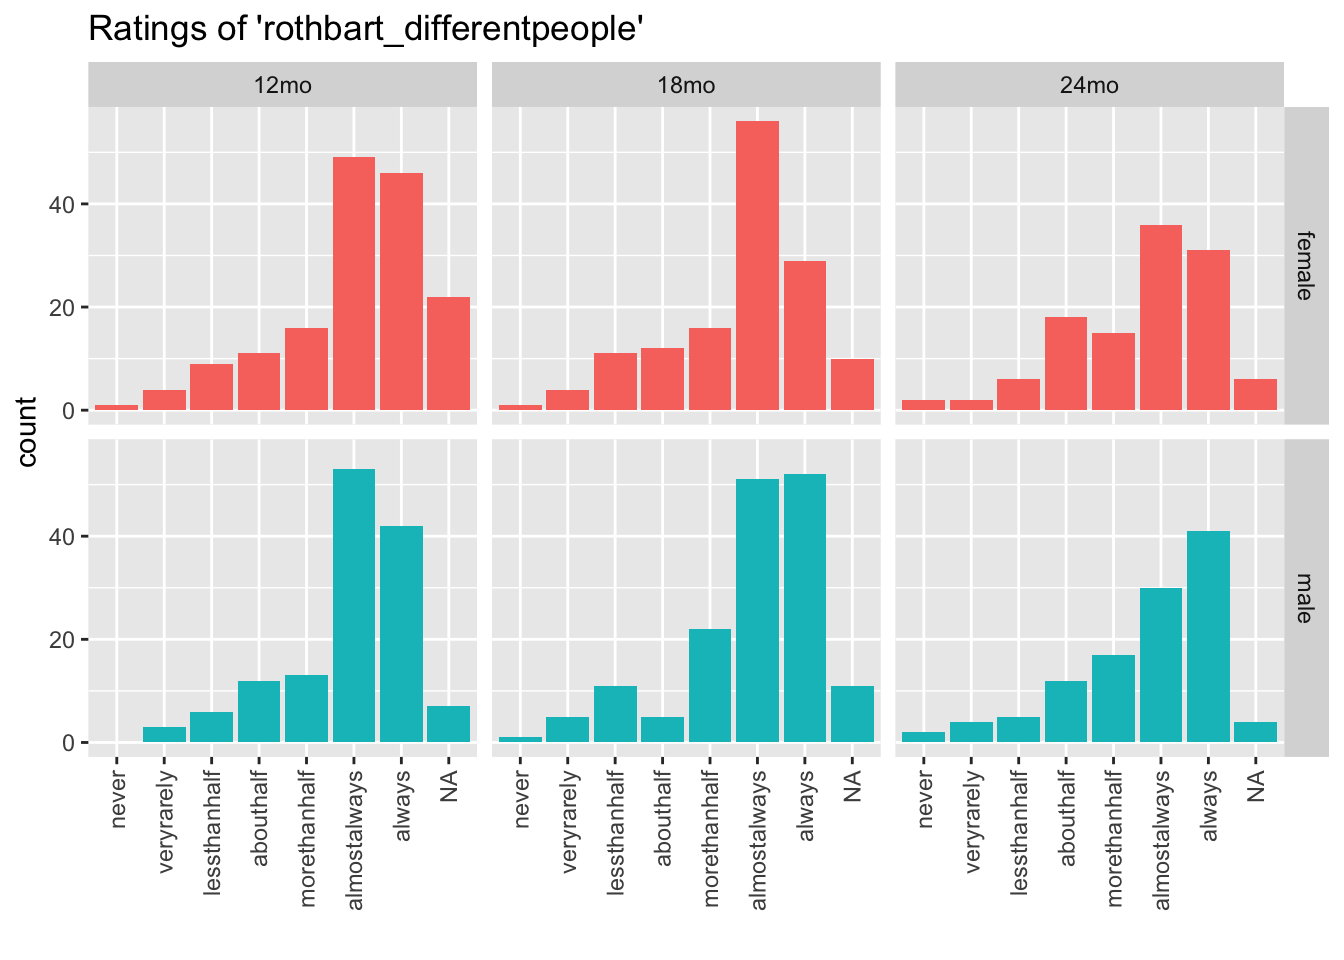 Ratings of 'rothbart_differentpeople'
12mo 18mo 24mo
40
20
0
female
count
40
20
0
male
never veryrarely lessthanhalf abouthalf morethanhalf almostalways always NA never veryrarely lessthanhalf abouthalf morethanhalf almostalways always NA never veryrarely lessthanhalf abouthalf morethanhalf almostalways always NA